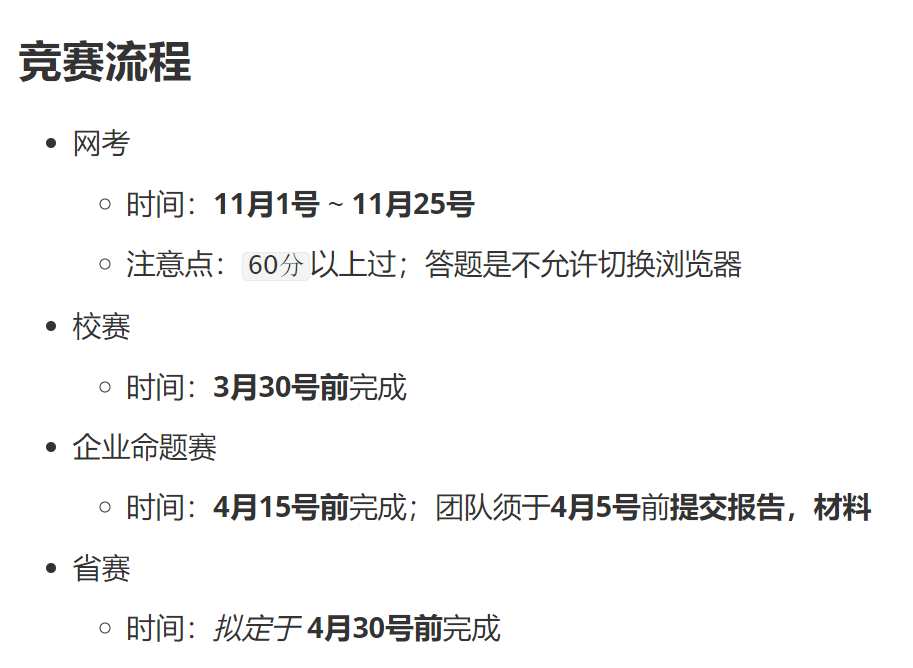 竞赛流程
网考
时间：11月1号 ~ 11月25号
注意点：60分以上过；答题是不允许切换浏览器
校赛
时间：3月30号前完成
企业命题赛
时间：4月15号前完成；团队须于4月5号前提交报告，材料
省赛
时间：拟定于 4月30号前完成